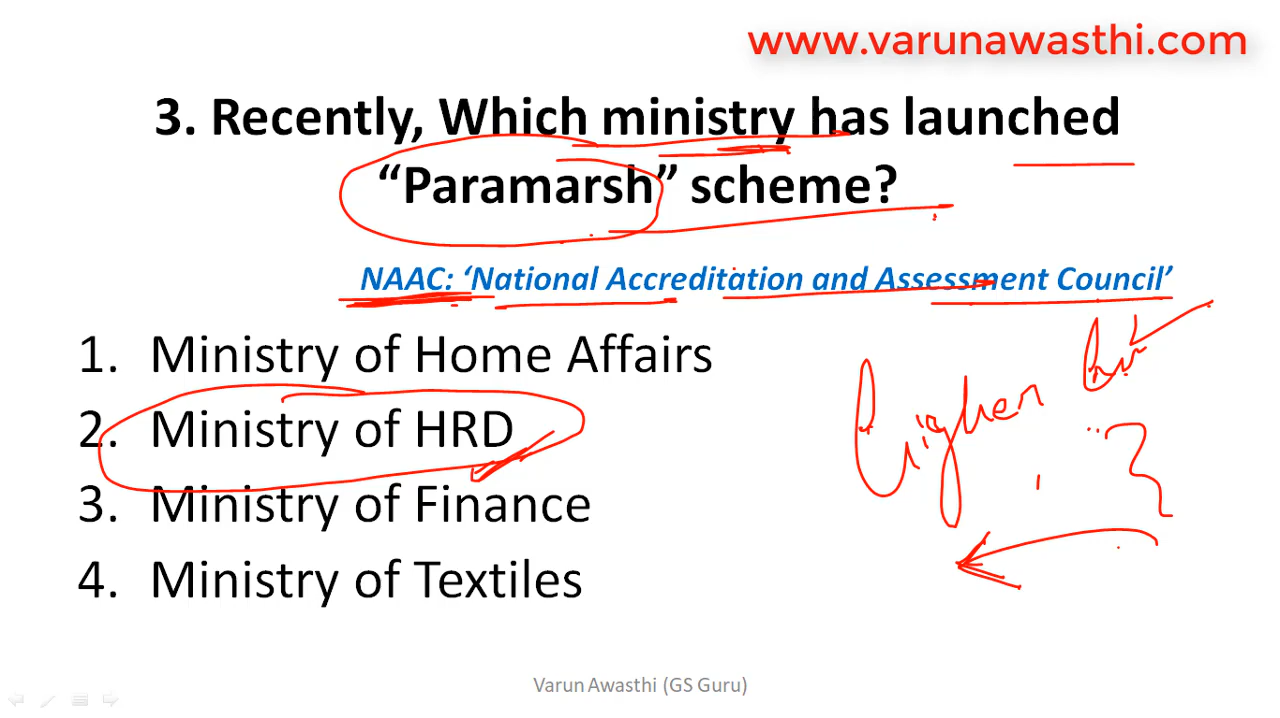 www.varunawasthi.com
3. Recently, Which ministry has launched
“Paramarsh” scheme?
NAAC: ‘National Accreditation and Assessment Council’
1. Ministry of Home Affairs
2. Ministry of HRD
3. Ministry of Finance
4. Ministry of Textiles
higher
Varun Awasthi (GS Guru)